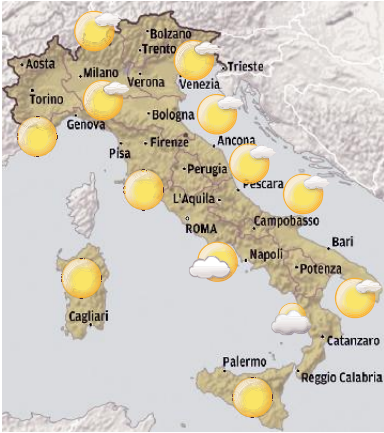 Bolzano
Trento
Aosta
Milano
Trieste
Verona
Venezia
Torino
Genova
Bologna
Pisa
Firenze
Ancona
Perugia
Pescara
L'Aquila
ROMA
Campobasso
Bari
Napoli
Potenza
Cagliari
Catanzaro
Palermo
Reggio Calabria